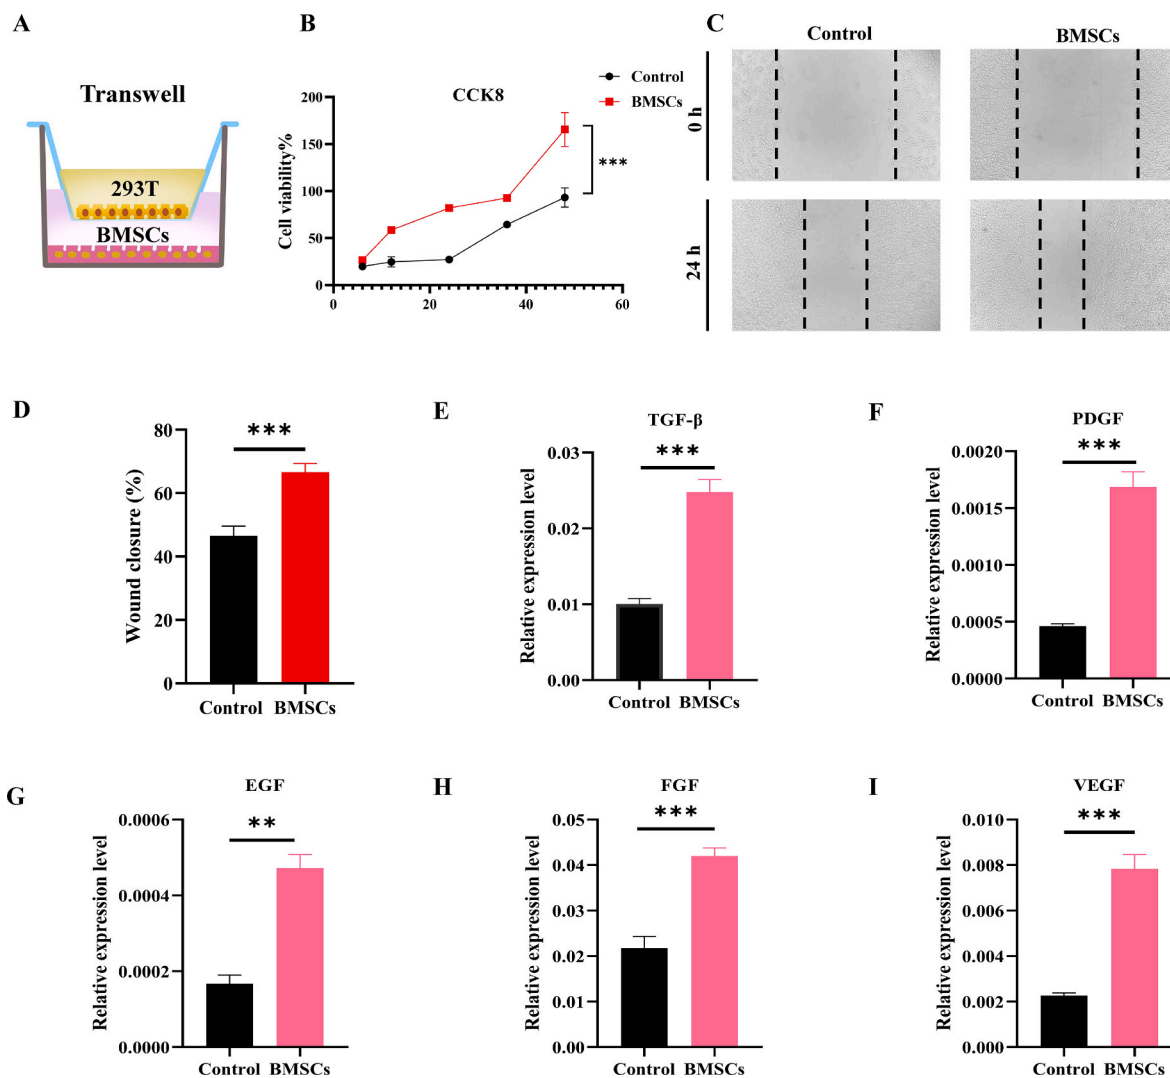 A
Transwell
293T
BMSCs
B
CCK8
Control
BMSCs
Cell viability%
200
150
100
50
0
0
20
40
60
***
C
Control
BMSCs
0 h
24 h
D
***
Wound closure (%)
80
60
40
20
0
Control BMSCs
E
TGF-β
***
Relative expression level
0.03
0.02
0.01
0.00
Control BMSCs
F
PDGF
***
Relative expression level
0.0020
0.0015
0.0010
0.0005
0.0000
Control BMSCs
G
EGF
**
Relative expression level
0.0006
0.0004
0.0002
0.0000
Control BMSCs
H
FGF
***
Relative expression level
0.05
0.04
0.03
0.02
0.01
0.00
Control BMSCs
I
VEGF
***
Relative expression level
0.010
0.008
0.006
0.004
0.002
0.000
Control BMSCs